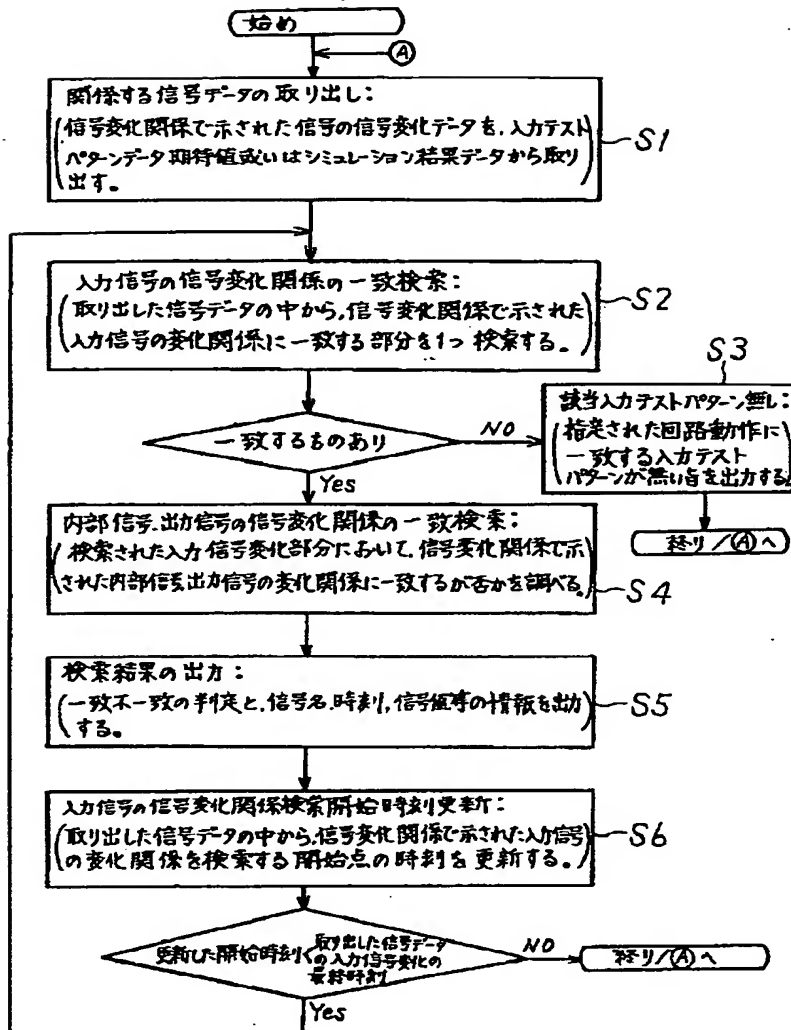 始め
A
関係する信号データの取り出し:
信号変化関係で示された信号の信号変化データを,入力テスト
パターンデータ期待値或いはシミュレーション結果データから取り
出す。
S1
入力信号の信号変化関係の一致検索:
取り出した信号データの中から,信号変化関係で示された
入力信号の変化関係に一致する部分を1つ検索する。
S2
S3
一致するものあり
NO
該当入力テストパターン無し:
指定された回路動作に
一致する入力テスト
パターンが無い旨を出力する。
Yes
終り/Aへ
内部信号,出力信号の信号変化関係の一致検索:
検索された入力信号変化部分において,信号変化関係で示
された内部信号,出力信号の変化関係に一致するか否かを調べる。
S4
検索結果の出力:
一致不一致の判定と,信号名,時刻,信号値等の情報を出力
する。
S5
入力信号の信号変化関係検索開始時刻更新:
取り出した信号データの中から,信号変化関係で示された入力信号
の変化関係を検索する開始点の時刻を更新する。
S6
更新した開始時刻<取り出した信号データ
の入力信号変化の
最終時刻
NO
終り/Aへ
Yes